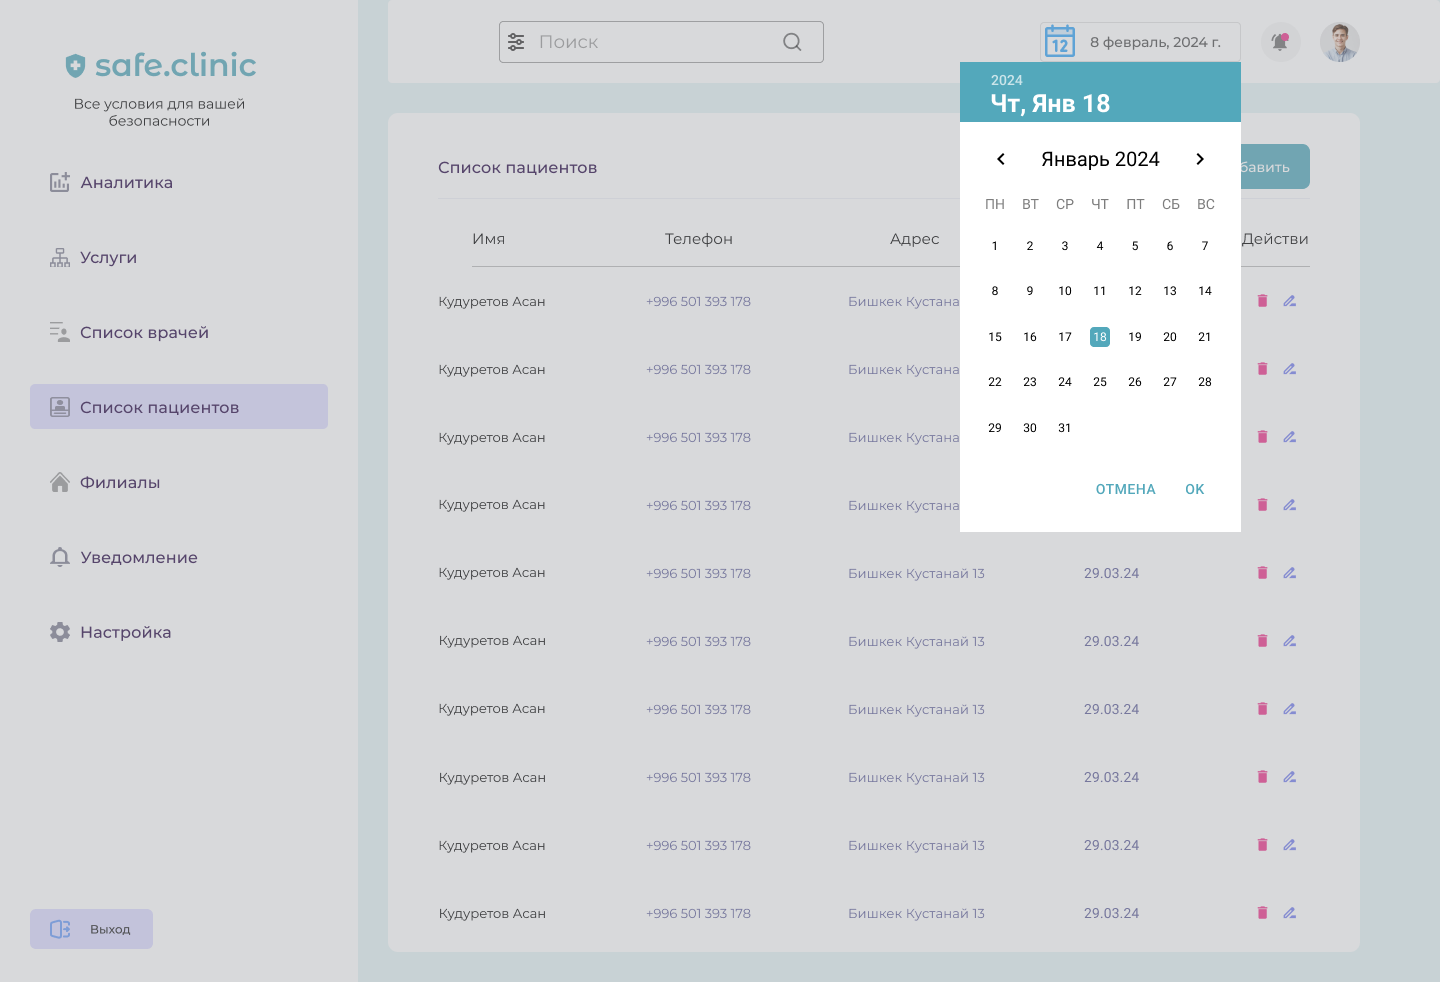 safe.clinic
Все условия для вашей
безопасности
Аналитика
Услуги
Список врачей
Список пациентов
Филиалы
Уведомление
Настройка
Выход
Поиск
12
8 февраль, 2024 г.
Список пациентов
бавить
Имя Телефон Адрес Действи
Кудуретов Асан +996 501 393 178 Бишкек Кустана
Кудуретов Асан +996 501 393 178 Бишкек Кустана
Кудуретов Асан +996 501 393 178 Бишкек Кустана
Кудуретов Асан +996 501 393 178 Бишкек Кустана
Кудуретов Асан +996 501 393 178 Бишкек Кустанай 13 29.03.24
Кудуретов Асан +996 501 393 178 Бишкек Кустанай 13 29.03.24
Кудуретов Асан +996 501 393 178 Бишкек Кустанай 13 29.03.24
Кудуретов Асан +996 501 393 178 Бишкек Кустанай 13 29.03.24
Кудуретов Асан +996 501 393 178 Бишкек Кустанай 13 29.03.24
Кудуретов Асан +996 501 393 178 Бишкек Кустанай 13 29.03.24
2024
Чт, Янв 18
Январь 2024
ПН ВТ СР ЧТ ПТ СБ ВС
1 2 3 4 5 6 7
8 9 10 11 12 13 14
15 16 17 18 19 20 21
22 23 24 25 26 27 28
29 30 31
ОТМЕНА OK